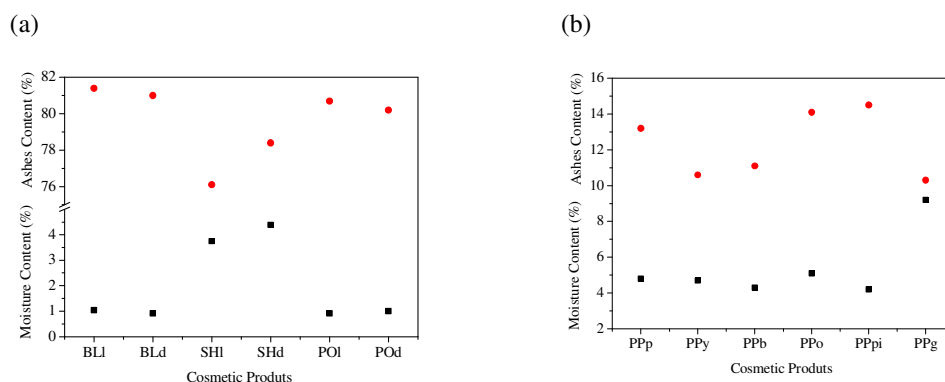 (a)
(b)
Ashes Content (%)
Moisture Content (%)
82
80
78
76
4
3
2
1
0
BLl BLd SHl SHd POl POd
Cosmetic Produts
Ashes Content (%)
Moisture Content (%)
16
14
12
10
8
6
4
2
PPp PPy PPb PPo PPpi PPg
Cosmetic Produts